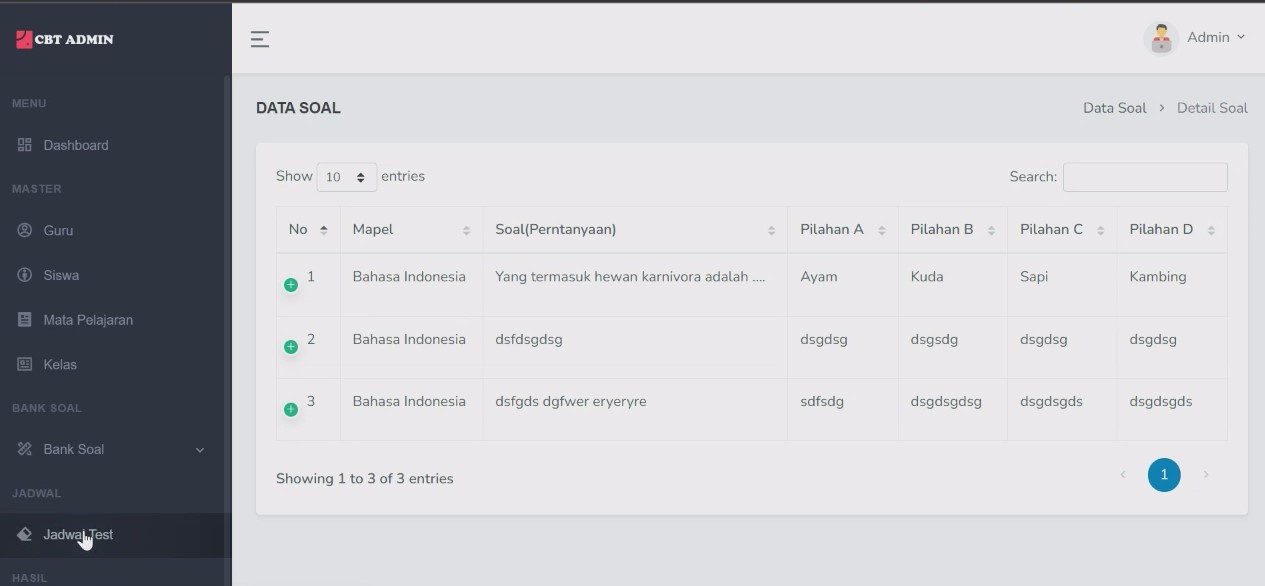 CBT ADMIN
Admin
MENU
Dashboard
MASTER
Guru
Siswa
Mata Pelajaran
Kelas
BANK SOAL
Bank Soal
JADWAL
Jadwal Test
HASIL
DATA SOAL
Data Soal > Detail Soal
Show 10 entries
Search:
No Mapel Soal(Perntanyaan) Pilahan A Pilahan B Pilahan C Pilahan D
1 Bahasa Indonesia Yang termasuk hewan karnivora adalah .... Ayam Kuda Sapi Kambing
2 Bahasa Indonesia dsfdsgdsg dsgdsg dsgsdg dsgdsg dsgdsg
3 Bahasa Indonesia dsfgds dgfwer eryeryre sdfsdg dsgdsgdsg dsgdsgds dsgdsgds
Showing 1 to 3 of 3 entries
< 1 >